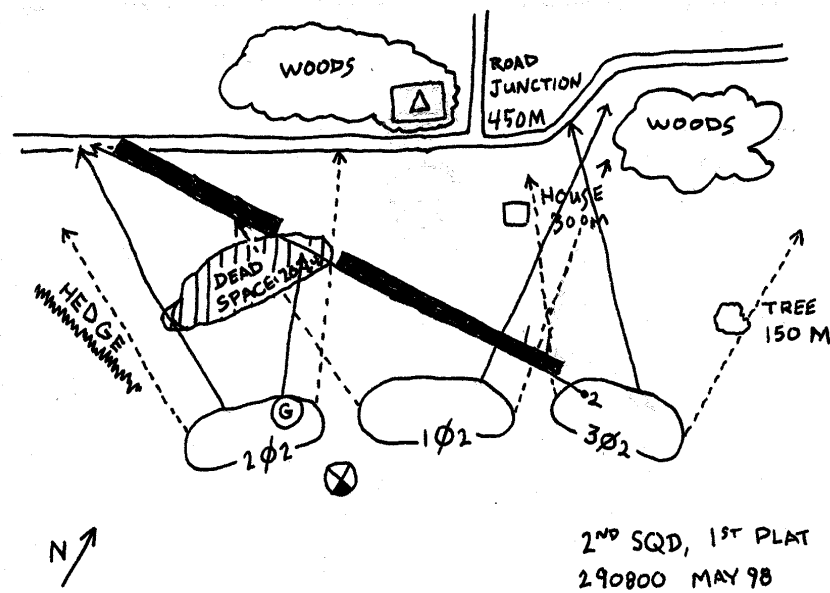 WOODS
ROAD
JUNCTION
450M
WOODS
HOUSE
300M
DEAD
SPACE
HEDGE
TREE
150 M
G
2
2Ø2
1Ø2
3Ø2
N
2ND SQD, 1ST PLAT
290800 MAY 98